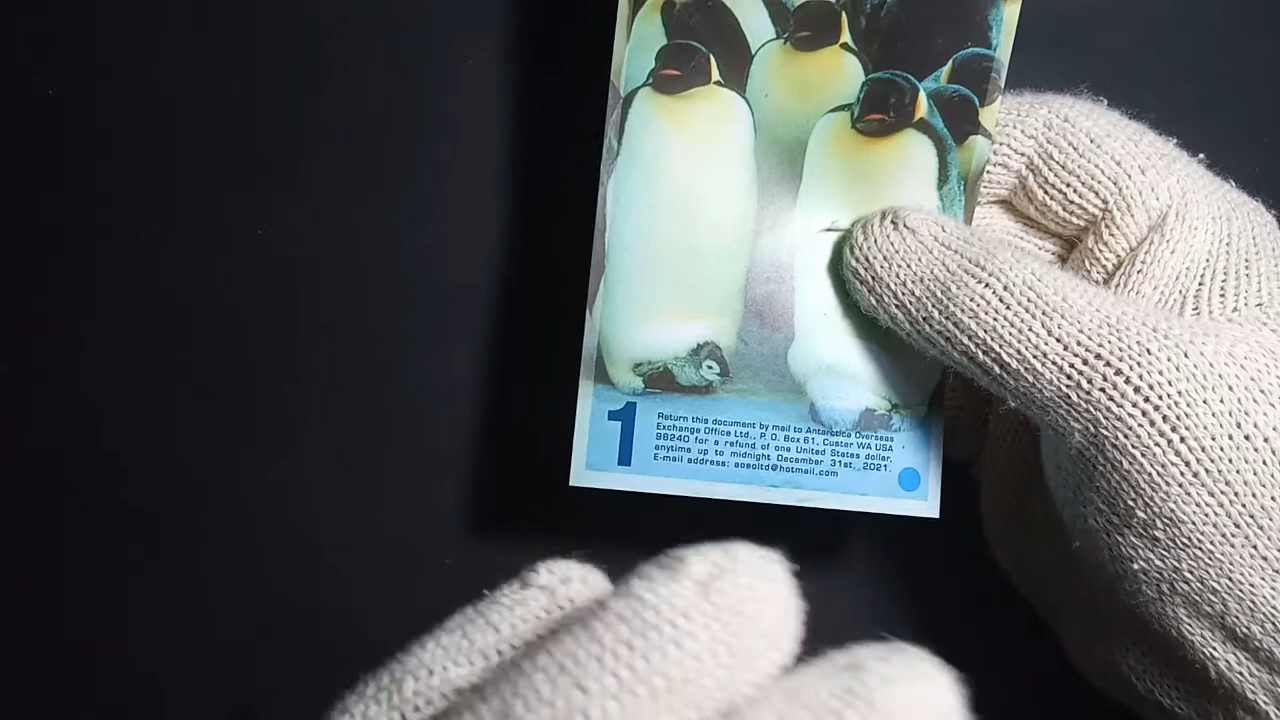 1
Return this document by mail to Antarctica Overseas
Exchange Office Ltd., P. O. Box 61, Custer WA USA
98240 for a refund of one United States dollar,
anytime up to midnight December 31st, 2021.
E-mail address: aoeoltd@hotmail.com